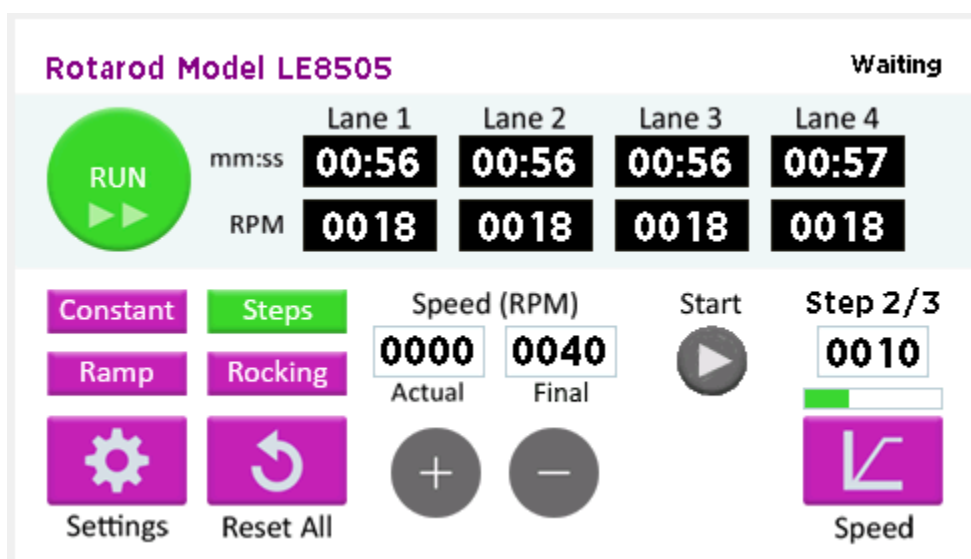 Rotarod Model LE8505 Waiting
Lane 1 Lane 2 Lane 3 Lane 4
RUN mm:ss 00:56 00:56 00:56 00:57
RPM 0018 0018 0018 0018
Constant Steps Speed (RPM) Start Step 2/3
0000 0040 0010
Ramp Rocking Actual Final
Settings Reset All Speed